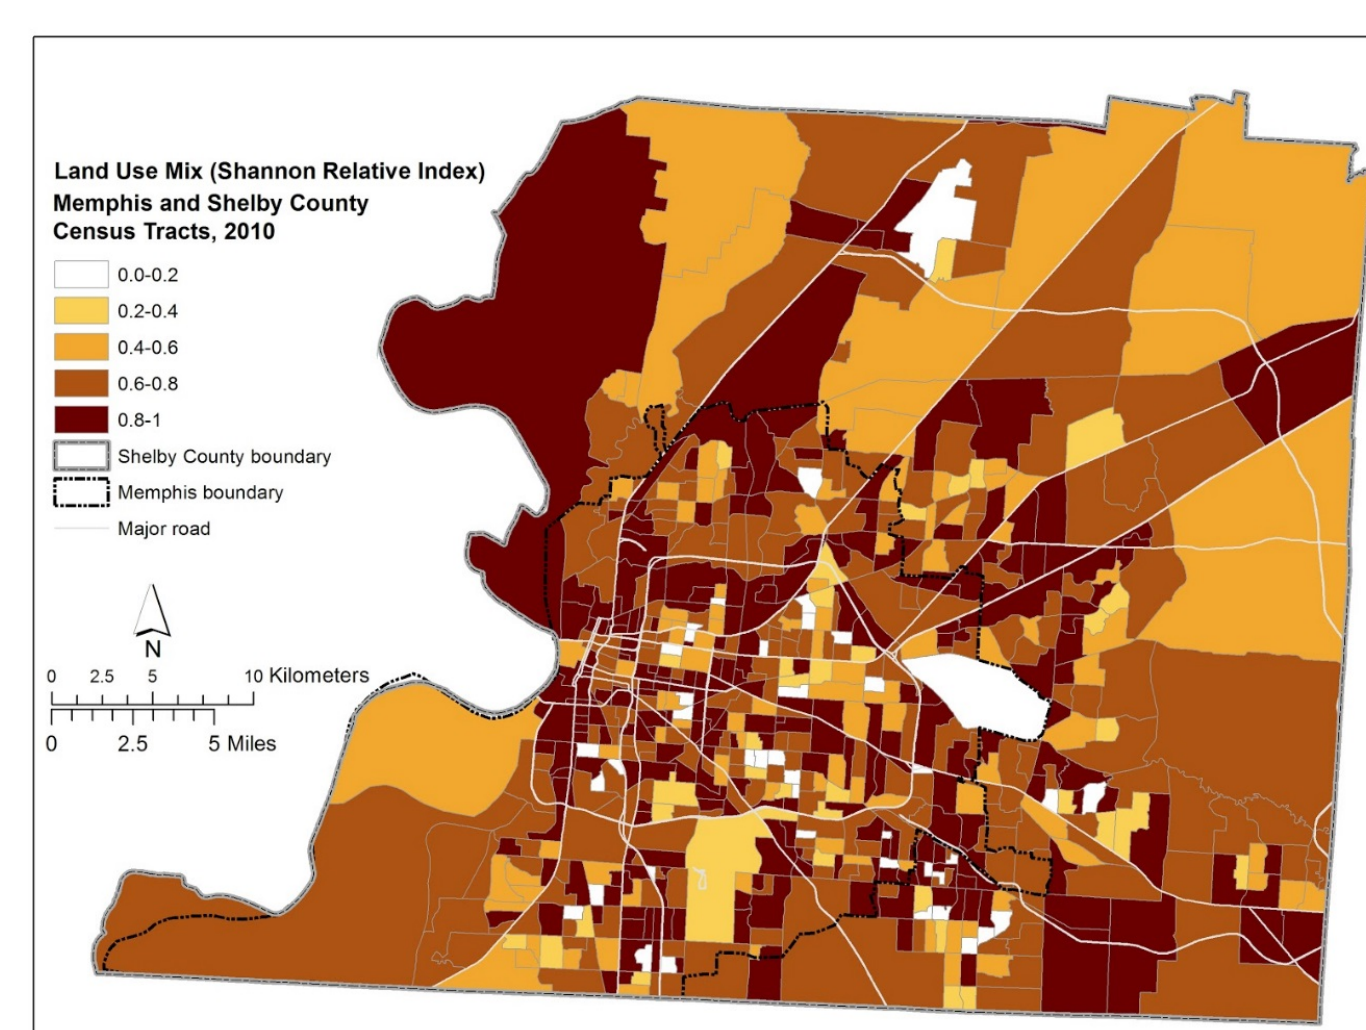 Land Use Mix (Shannon Relative Index)
Memphis and Shelby County
Census Tracts, 2010
0.0-0.2
0.2-0.4
0.4-0.6
0.6-0.8
0.8-1
Shelby County boundary
Memphis boundary
Major road
N
0 2.5 5 10 Kilometers
0 2.5 5 Miles